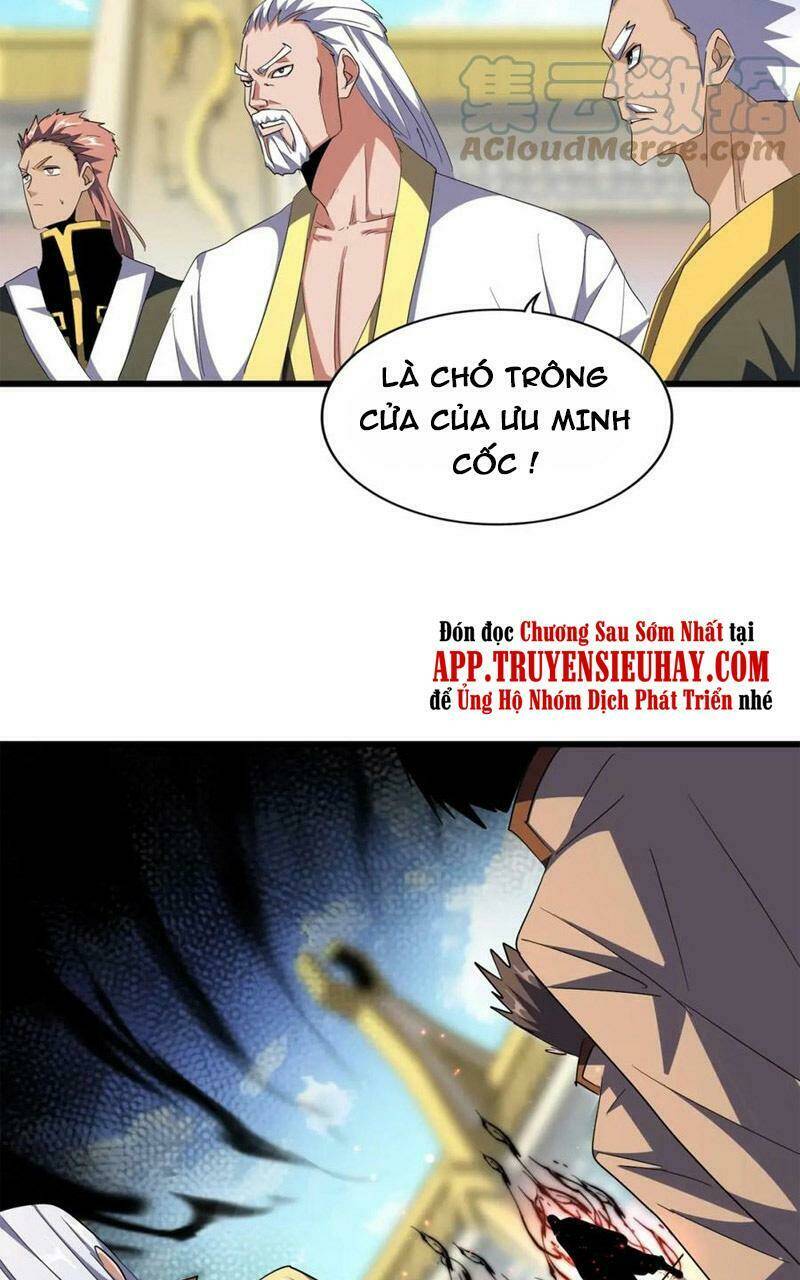 集云数据
ACloudMerge.com
LÀ CHÓ TRÔNG
CỬA CỦA ƯU MINH
CỐC !
Đón đọc Chương Sau Sớm Nhất tại
APP.TRUYENSIEUHAY.COM
để Ủng Hộ Nhóm Dịch Phát Triển nhé